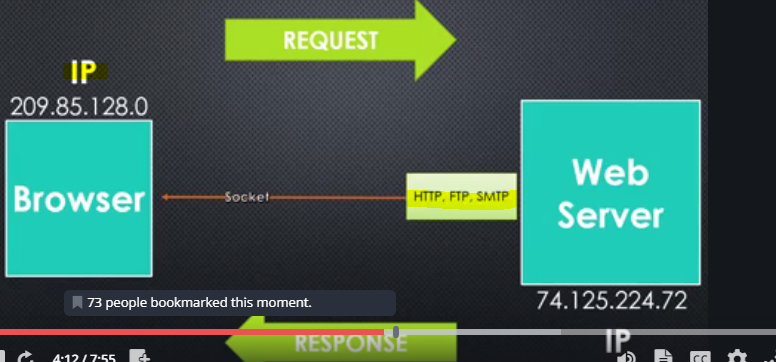 REQUEST
IP
209.85.128.0
Browser
Socket
HTTP, FTP, SMTP
Web
Server
73 people bookmarked this moment.
74.125.224.72
RESPONSE
IP
4:12 / 7:55
CC